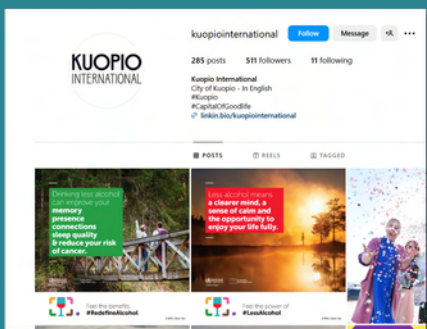 kuopiointernational Follow Message
KUOPIO
INTERNATIONAL
285 posts 511 followers 11 following
Kuopio International
City of Kuopio - In English
#Kuopio
#CapitalOfGoodlife
linkin.bio/kuopiointernational
POSTS REELS TAGGED
Drinking less alcohol
can improve your
memory
presence
connections
sleep quality
& reduce your risk
of cancer.
Feel the benefits,
#RedefineAlcohol
Less alcohol means
a clearer mind, a
sense of calm and
the opportunity to
enjoy your life fully.
Feel the power of
#LessAlcohol